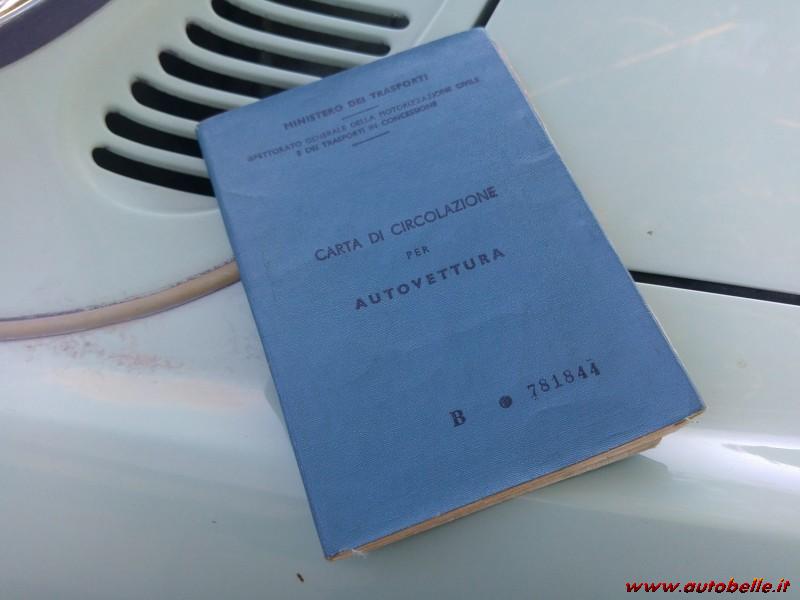 MINISTERO DEI TRASPORTI
ISPETTORATO GENERALE DELLA MOTORIZZAZIONE CIVILE
E DEI TRASPORTI IN CONCESSIONE
CARTA DI CIRCOLAZIONE
PER
AUTOVETTURA
B ● 781844
www.autobelle.it